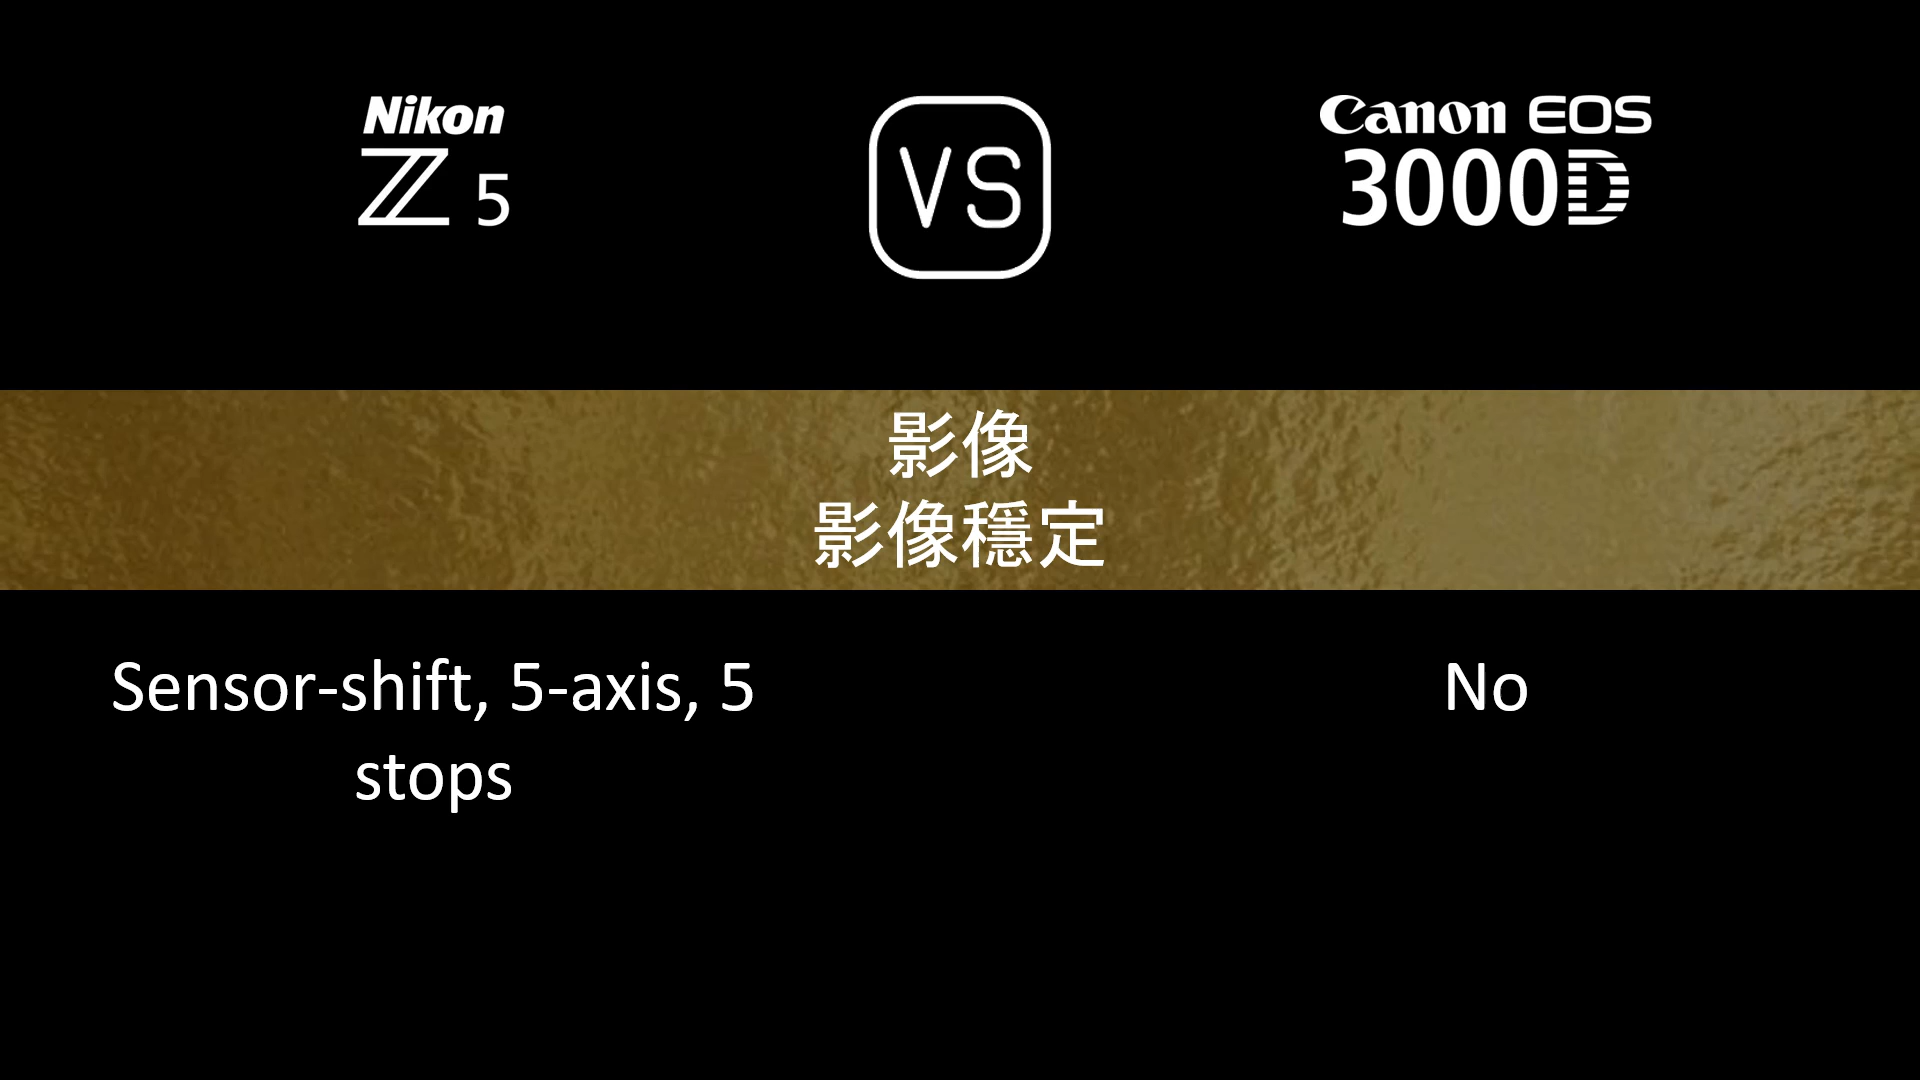 Nikon
Z 5
VS
Canon EOS
3000D
影像
影像穩定
Sensor-shift, 5-axis, 5
stops
No